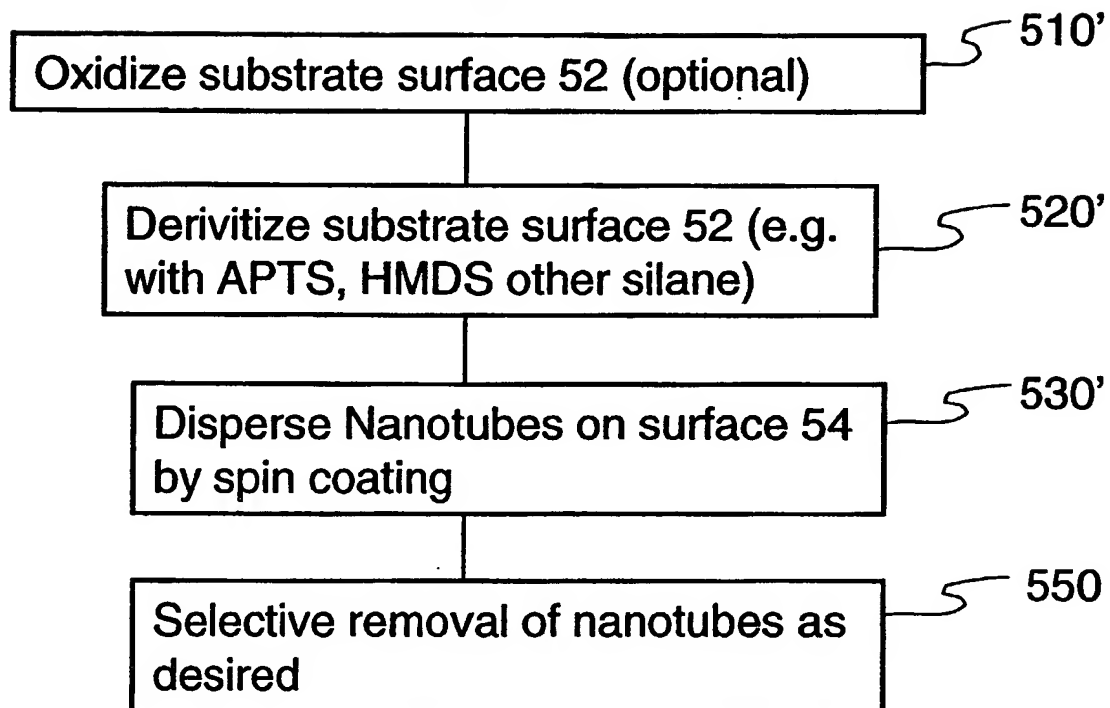 510'
Oxidize substrate surface 52 (optional)
520'
Derivitize substrate surface 52 (e.g.
with APTS, HMDS other silane)
530'
Disperse Nanotubes on surface 54
by spin coating
550
Selective removal of nanotubes as
desired